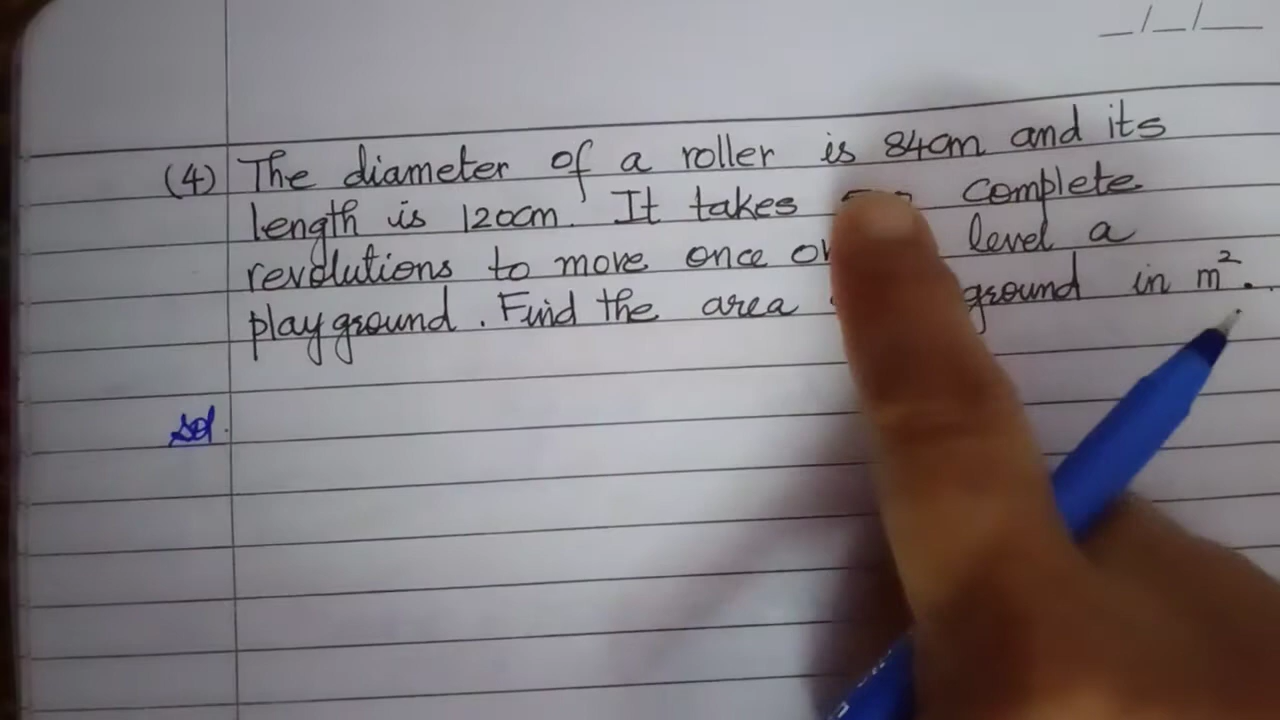 _/_/__
(4) The diameter of a roller is 84cm and its
length is 120cm. It takes complete
revolutions to move once level a
playground. Find the area ground in m².
Sol.